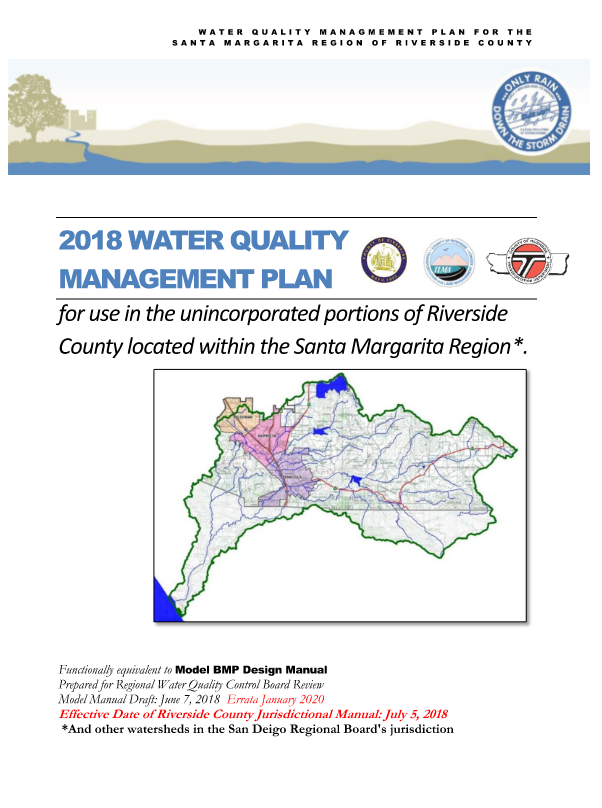 WATER QUALITY MANAGMEMENT PLAN FOR THE
SANTA MARGARITA REGION OF RIVERSIDE COUNTY
ONLY RAIN
DOWN THE STORM DRAIN
2018 WATER QUALITY
MANAGEMENT PLAN
COUNTY OF RIVERSIDE
TLMA
for use in the unincorporated portions of Riverside
County located within the Santa Margarita Region*.
Functionally equivalent to Model BMP Design Manual
Prepared for Regional Water Quality Control Board Review
Model Manual Draft: June 7, 2018 Errata January 2020
Effective Date of Riverside County Jurisdictional Manual: July 5, 2018
*And other watersheds in the San Deigo Regional Board's jurisdiction